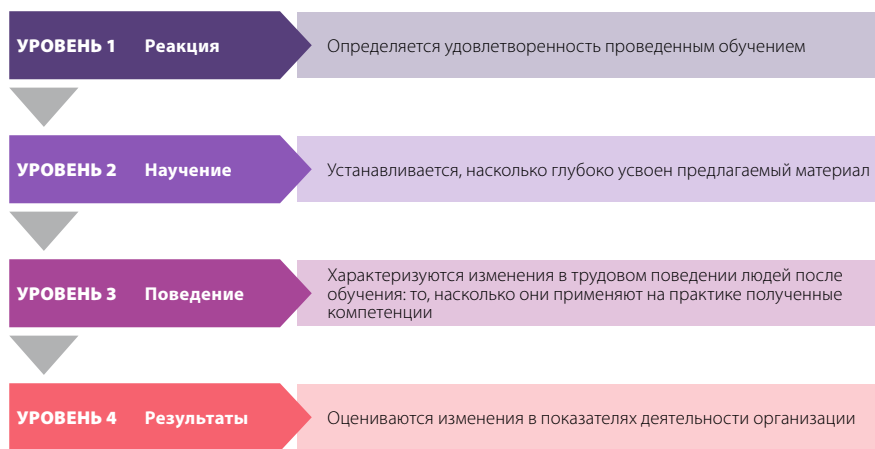 УРОВЕНЬ 1 Реакция
Определяется удовлетворенность проведенным обучением
УРОВЕНЬ 2 Научение
Устанавливается, насколько глубоко усвоен предлагаемый материал
УРОВЕНЬ 3 Поведение
Характеризуются изменения в трудовом поведении людей после
обучения: то, насколько они применяют на практике полученные
компетенции
УРОВЕНЬ 4 Результаты
Оцениваются изменения в показателях деятельности организации